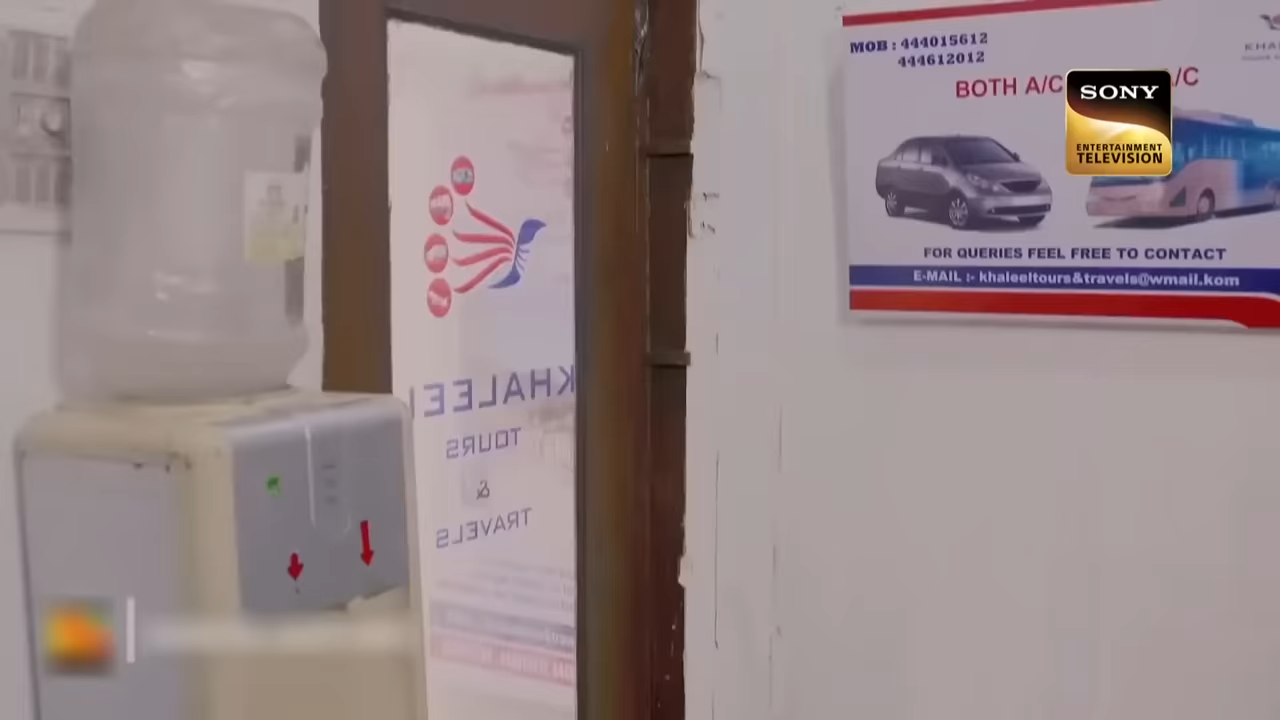 MOB : 444015612
444612012
BOTH A/C
/C
SONY
ENTERTAINMENT
TELEVISION
FOR QUERIES FEEL FREE TO CONTACT
E-MAIL :- khaleeltours&travels@wmail.kom
KHALEEL
TOURS
&
TRAVELS